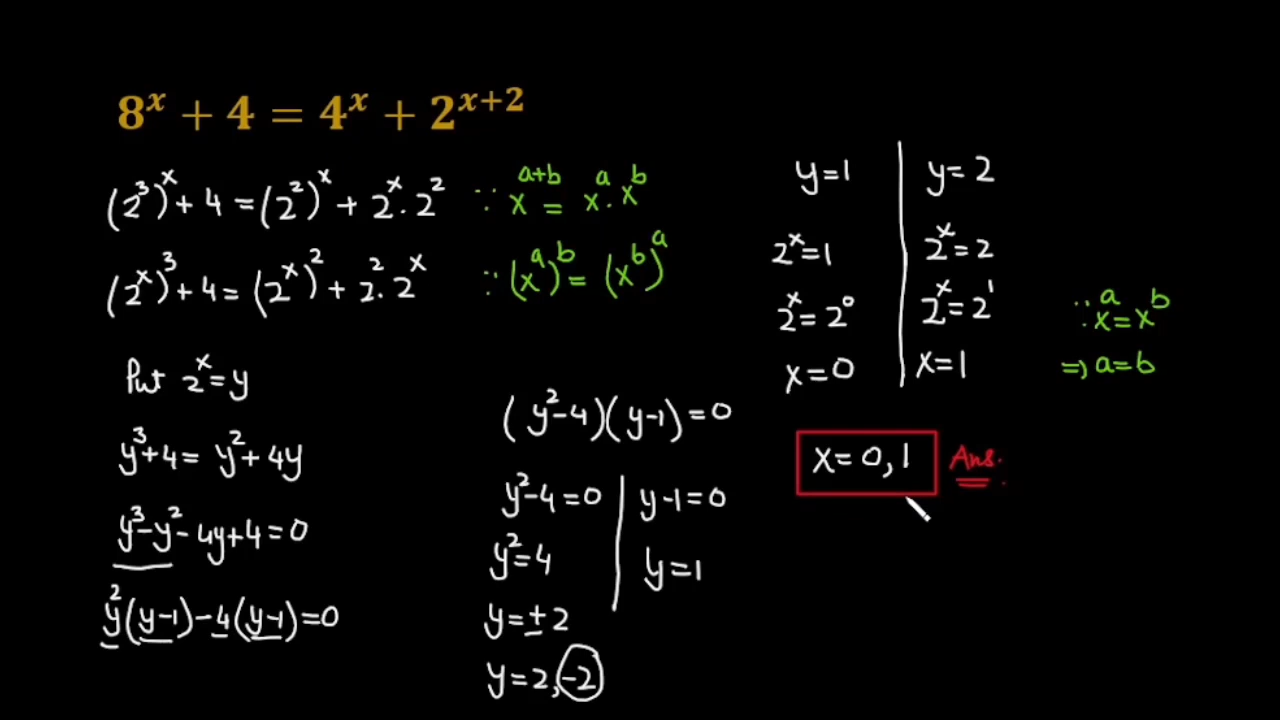 8^x + 4 = 4^x + 2^{x+2}
(2^3)^x + 4 = (2^2)^x + 2^x . 2^2 ∵ x^{a+b} = x^a . x^b
(2^x)^3 + 4 = (2^x)^2 + 2^2 . 2^x ∵ (x^a)^b = (x^b)^a
Put 2^x = y
y^3 + 4 = y^2 + 4y
y^3 - y^2 - 4y + 4 = 0
y^2(y-1) - 4(y-1) = 0
(y^2 - 4)(y-1) = 0
y^2 - 4 = 0 | y - 1 = 0
y^2 = 4 | y = 1
y = ± 2
y = 2, -2
y = 1 | y = 2
2^x = 1 | 2^x = 2
2^x = 2^0 | 2^x = 2^1 ∵ x^a = x^b
x = 0 | x = 1 ⇒ a = b
x = 0, 1 Ans.